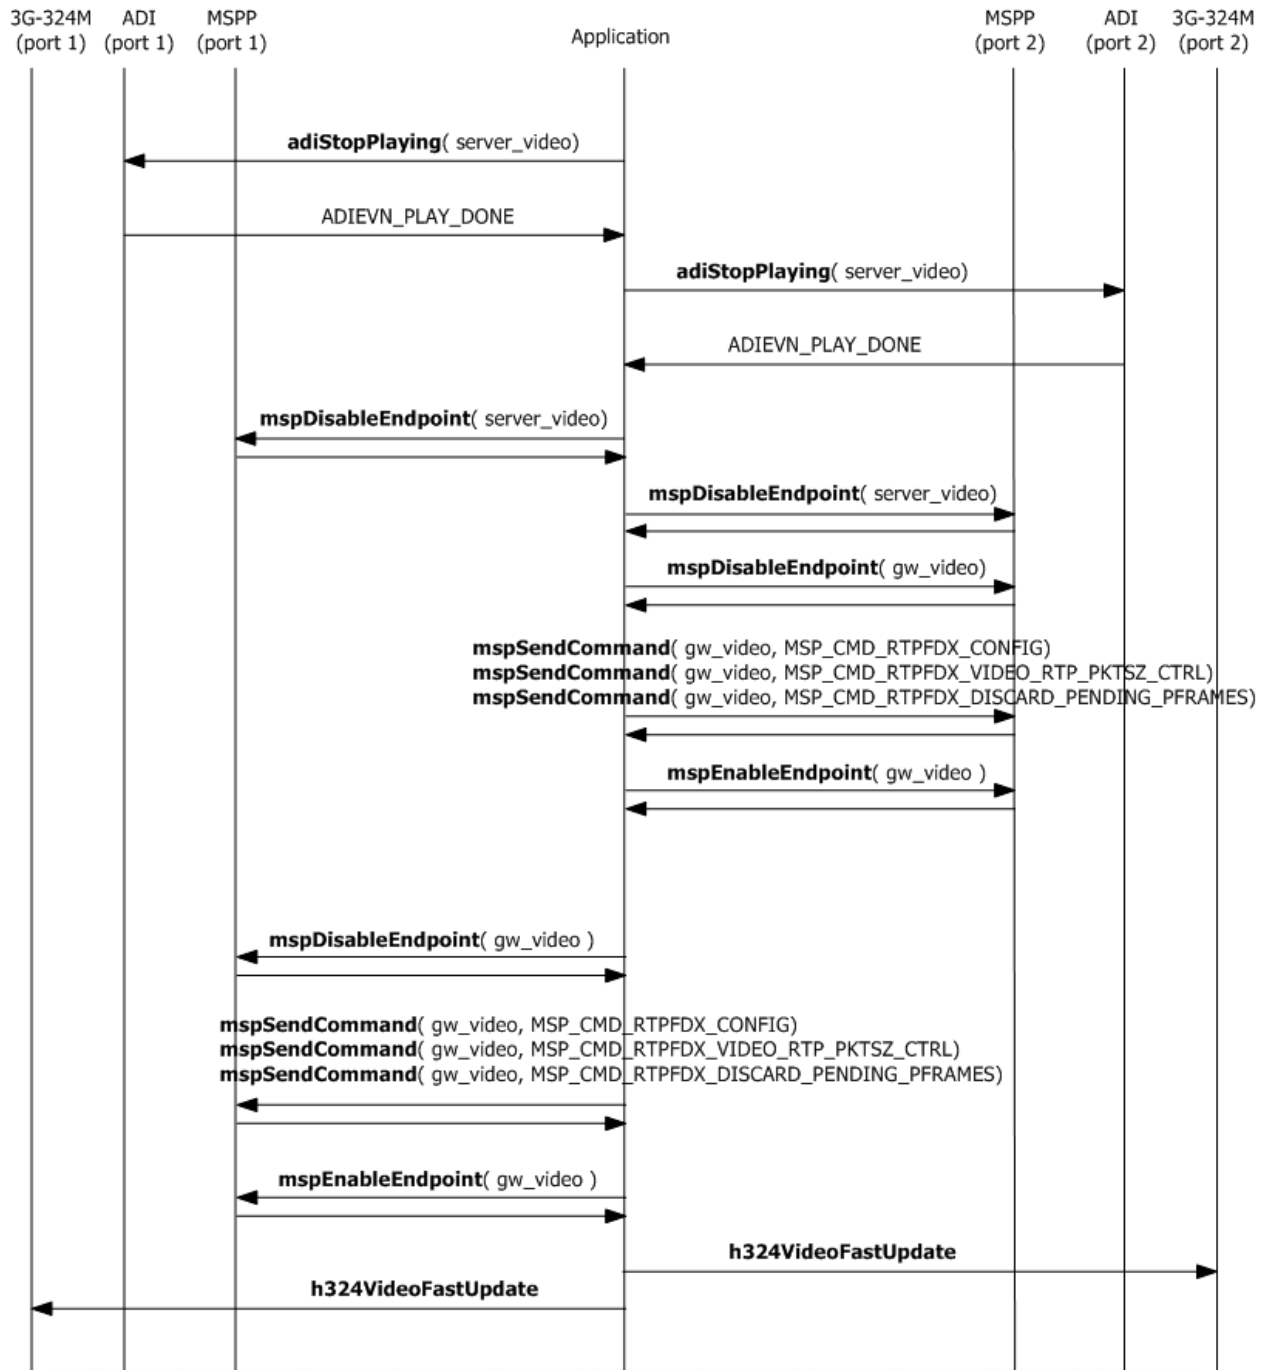 3G-324M ADI MSPP MSPP ADI 3G-324M
(port 1) (port 1) (port 1) Application (port 2) (port 2) (port 2)
adiStopPlaying( server_video)
ADIEVN_PLAY_DONE
adiStopPlaying( server_video)
ADIEVN_PLAY_DONE
mspDisableEndpoint( server_video)
mspDisableEndpoint( server_video)
mspDisableEndpoint( gw_video)
mspSendCommand( gw_video, MSP_CMD_RTPFDX_CONFIG)
mspSendCommand( gw_video, MSP_CMD_RTPFDX_VIDEO_RTP_PKTSZ_CTRL)
mspSendCommand( gw_video, MSP_CMD_RTPFDX_DISCARD_PENDING_PFRAMES)
mspEnableEndpoint( gw_video )
mspDisableEndpoint( gw_video )
mspSendCommand( gw_video, MSP_CMD_RTPFDX_CONFIG)
mspSendCommand( gw_video, MSP_CMD_RTPFDX_VIDEO_RTP_PKTSZ_CTRL)
mspSendCommand( gw_video, MSP_CMD_RTPFDX_DISCARD_PENDING_PFRAMES)
mspEnableEndpoint( gw_video )
h324VideoFastUpdate
h324VideoFastUpdate